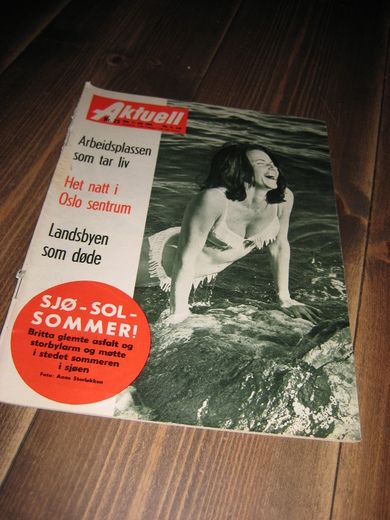 Aktuell
Arbeidsplassen
som tar liv
Het natt i
Oslo sentrum
Landsbyen
som døde
SJØ-SOL-
SOMMER!
Britta glemte asfalt og
storbylarm og møtte
i stedet sommeren
i sjøen
Foto: Aage Storløkken